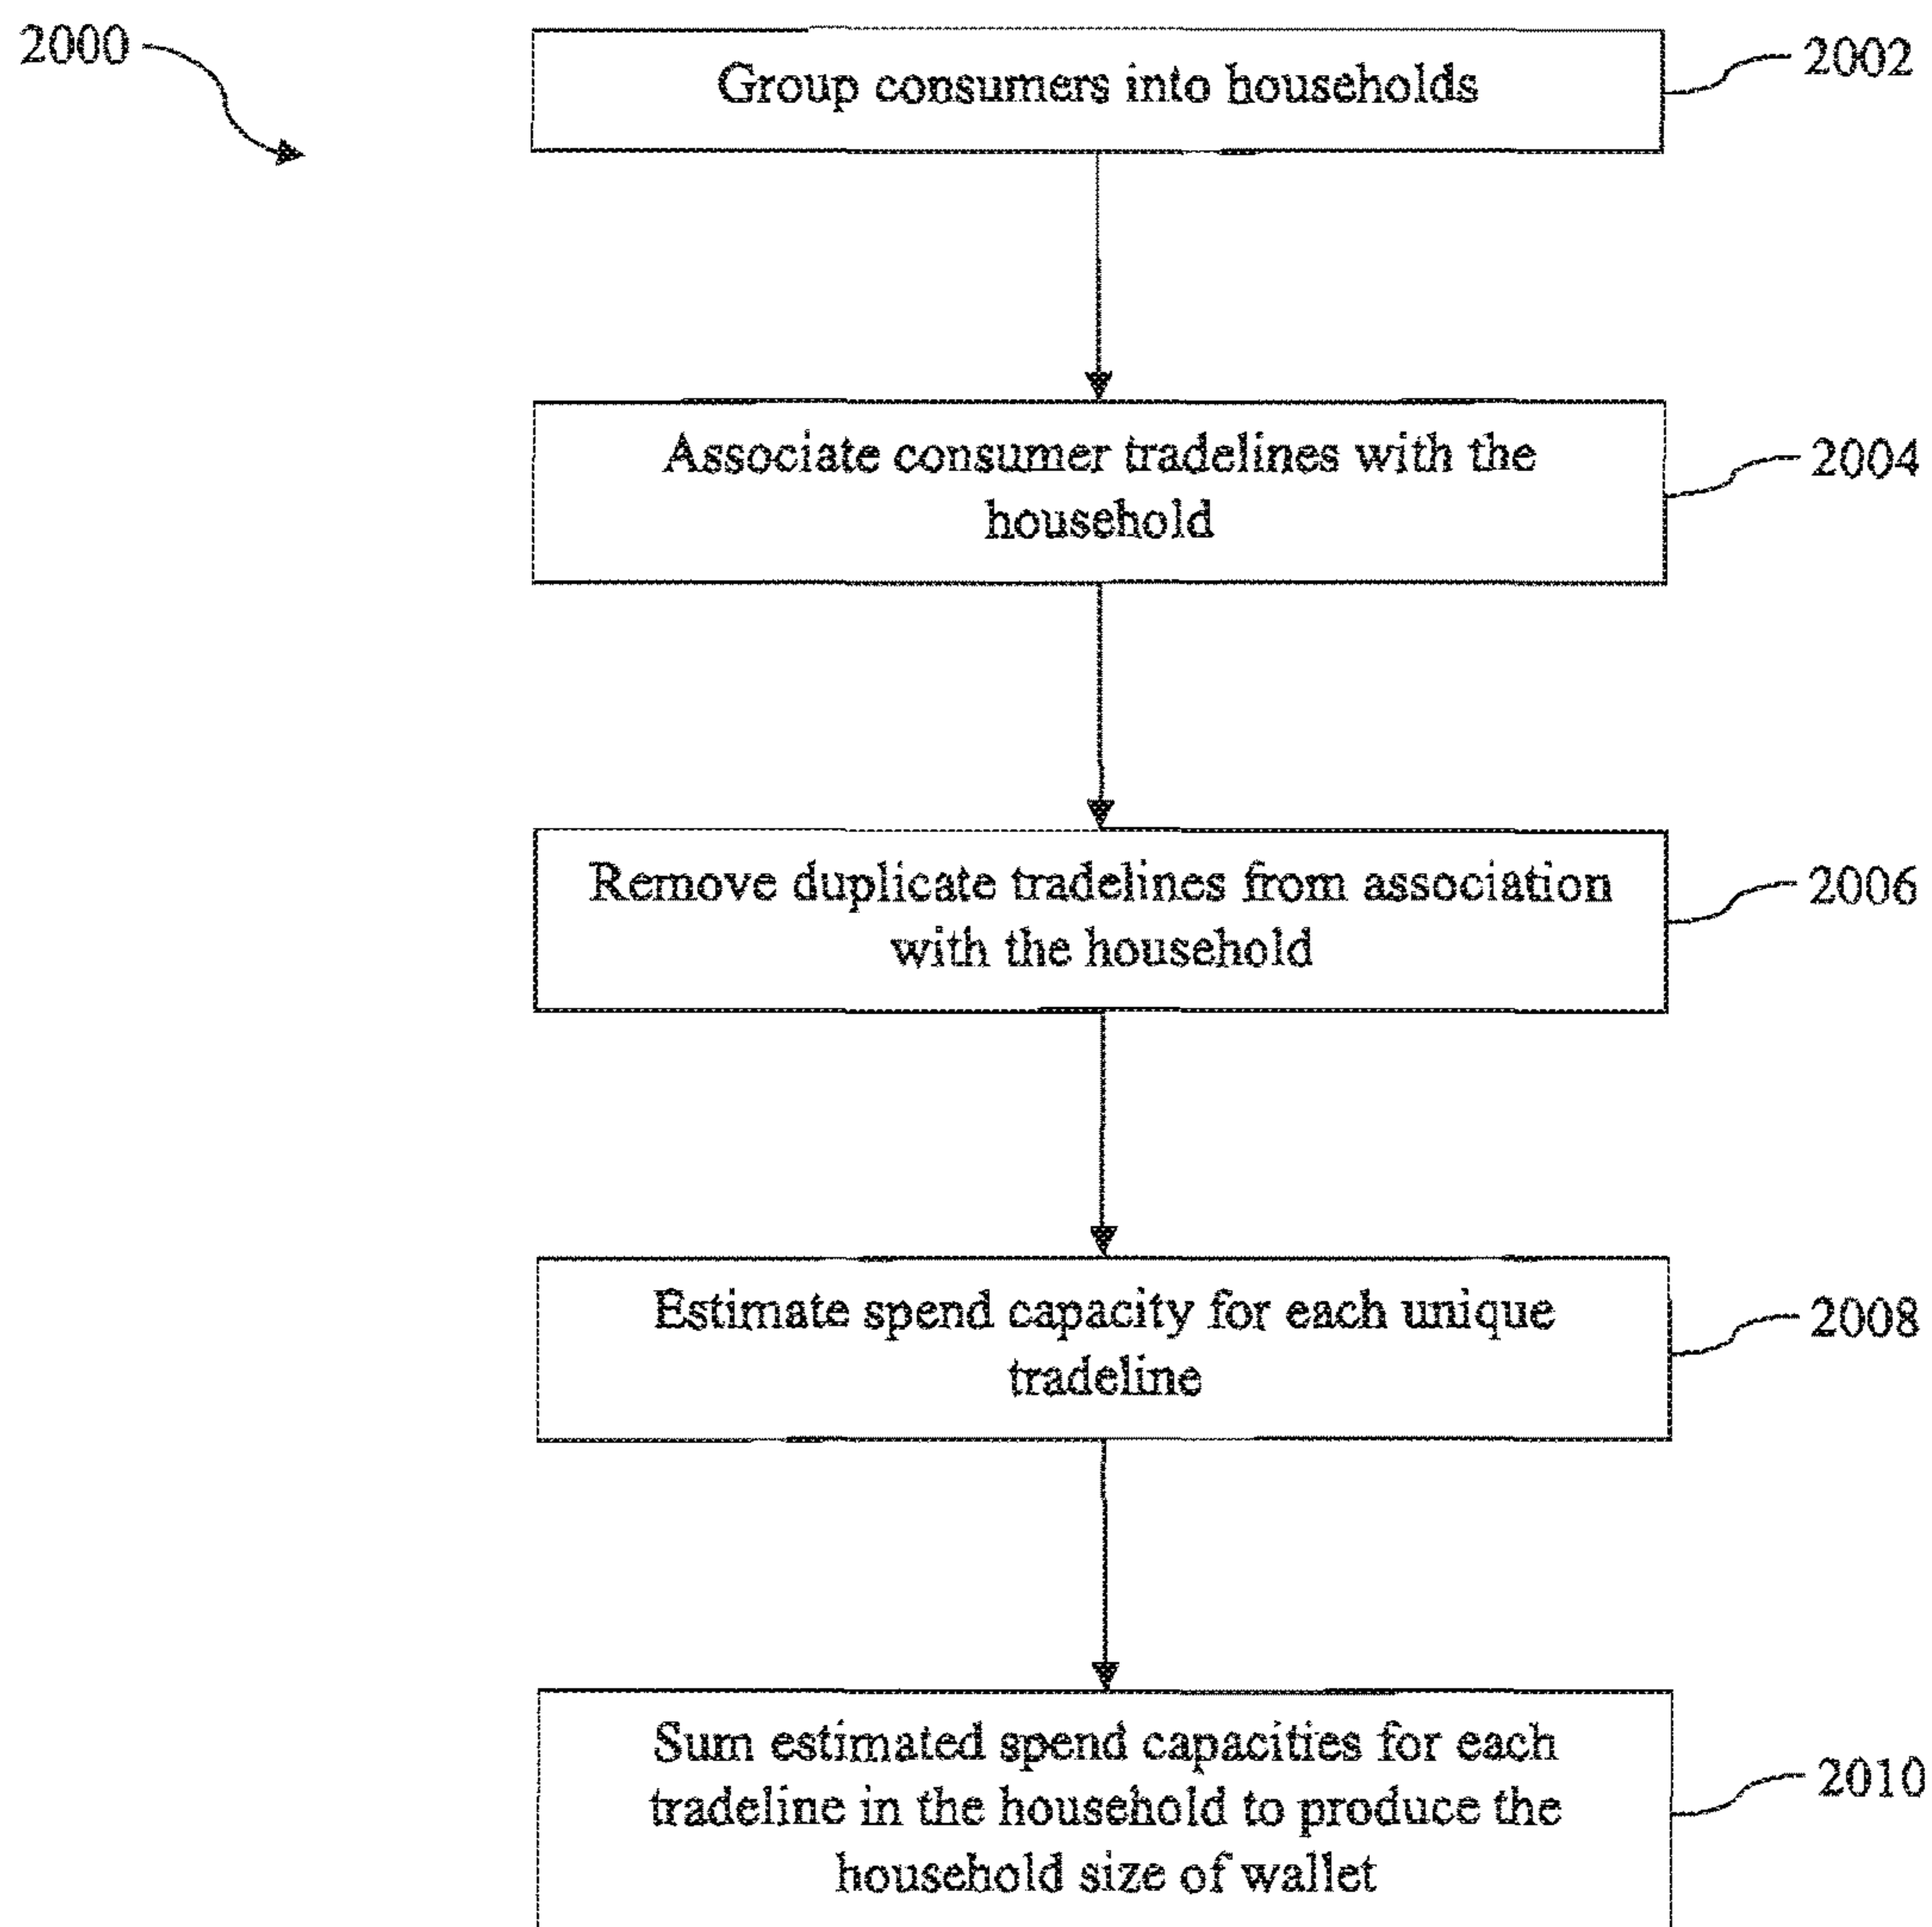 2000
Group consumers into households
2002
Associate consumer tradelines with the
household
2004
Remove duplicate tradelines from association
with the household
2006
Estimate spend capacity for each unique
tradeline
2008
Sum estimated spend capacities for each
tradeline in the household to produce the
household size of wallet
2010